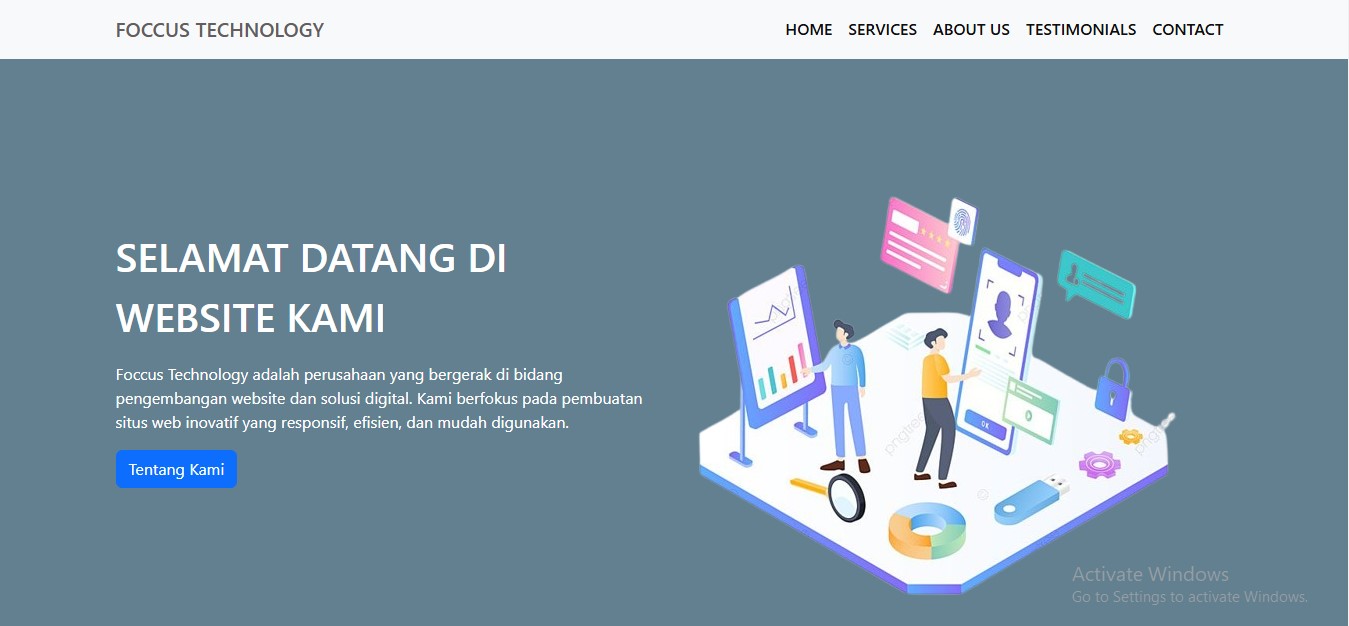 FOCCUS TECHNOLOGY
HOME SERVICES ABOUT US TESTIMONIALS CONTACT
SELAMAT DATANG DI
WEBSITE KAMI
Foccus Technology adalah perusahaan yang bergerak di bidang
pengembangan website dan solusi digital. Kami berfokus pada pembuatan
situs web inovatif yang responsif, efisien, dan mudah digunakan.
Tentang Kami
OK
Activate Windows
Go to Settings to activate Windows.